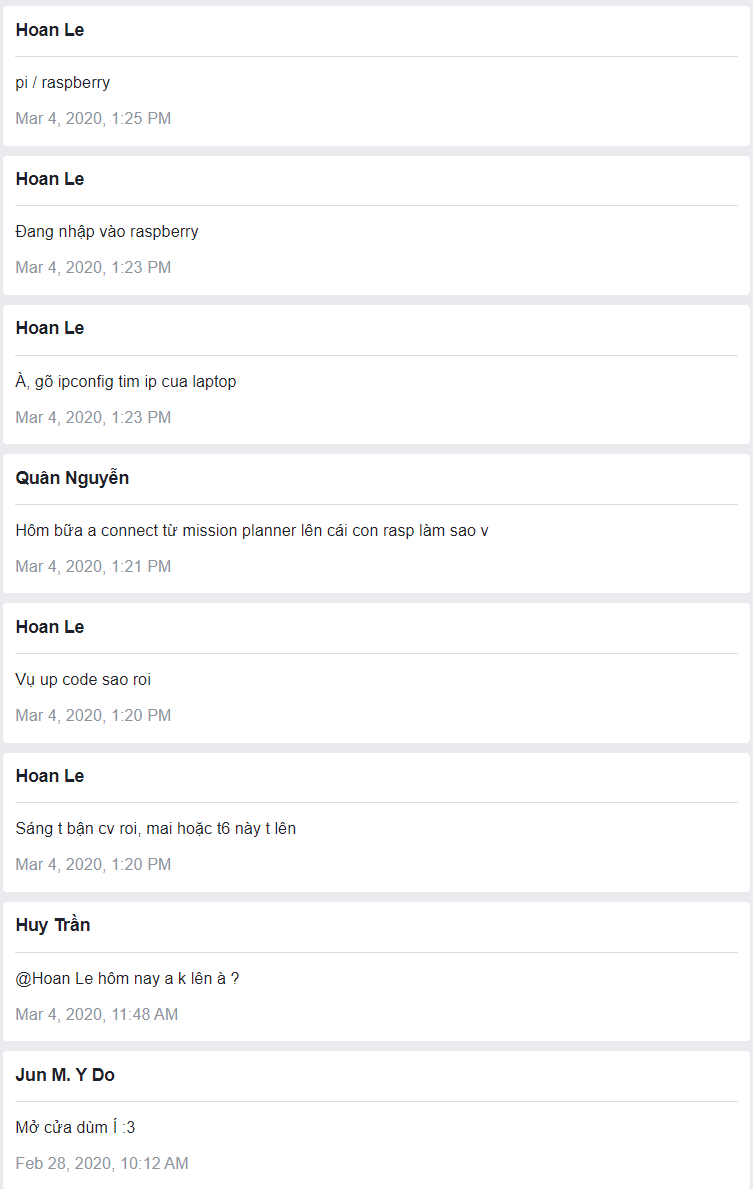 Hoan Le
pi / raspberry
Mar 4, 2020, 1:25 PM
Hoan Le
Đang nhập vào raspberry
Mar 4, 2020, 1:23 PM
Hoan Le
À, gõ ipconfig tim ip cua laptop
Mar 4, 2020, 1:23 PM
Quân Nguyễn
Hôm bữa a connect từ mission planner lên cái con rasp làm sao v
Mar 4, 2020, 1:21 PM
Hoan Le
Vụ up code sao roi
Mar 4, 2020, 1:20 PM
Hoan Le
Sáng t bận cv roi, mai hoặc t6 này t lên
Mar 4, 2020, 1:20 PM
Huy Trần
@Hoan Le hôm nay a k lên à ?
Mar 4, 2020, 11:48 AM
Jun M. Y Do
Mở cửa dùm Í :3
Feb 28, 2020, 10:12 AM